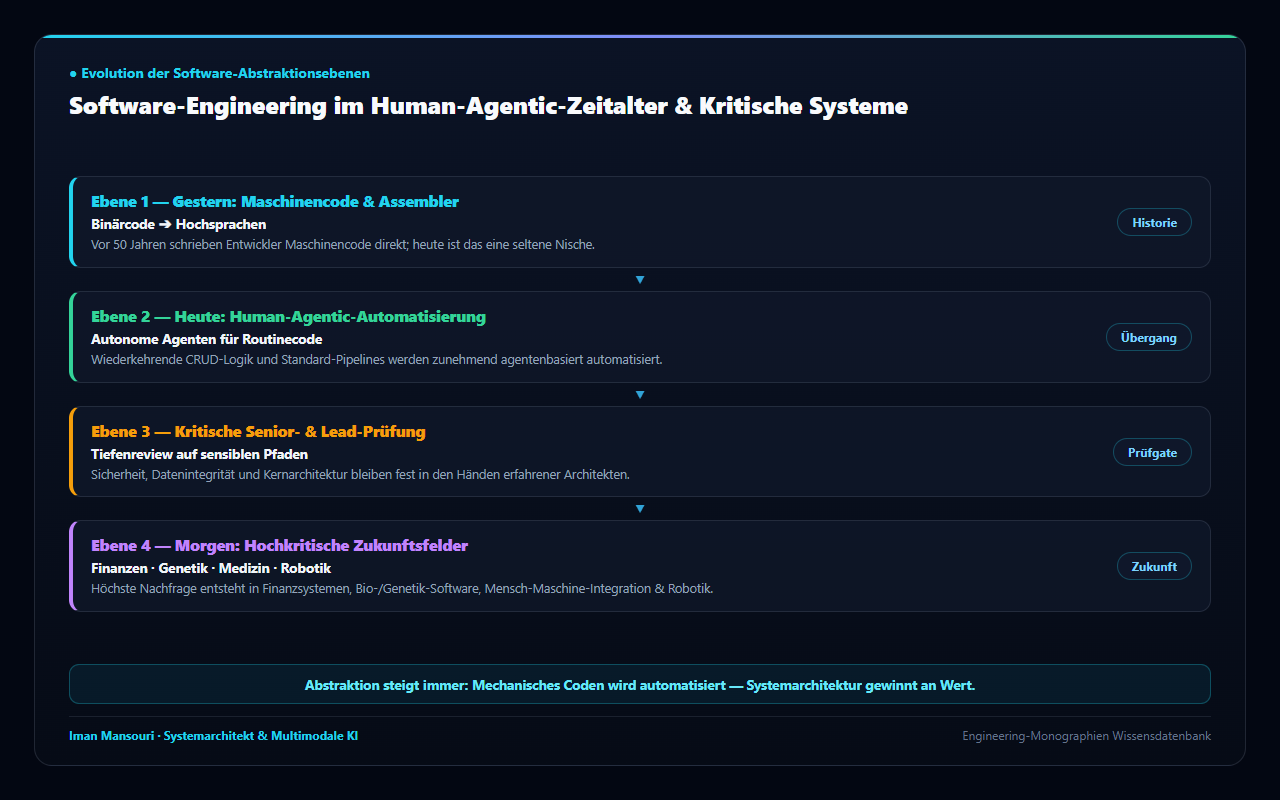 ● Evolution der Software-Abstraktionsebenen
Software-Engineering im Human-Agentic-Zeitalter & Kritische Systeme
Ebene 1 — Gestern: Maschinencode & Assembler
Binärcode ➔ Hochsprachen
Vor 50 Jahren schrieben Entwickler Maschinencode direkt; heute ist das eine seltene Nische.
Historie
▼
Ebene 2 — Heute: Human-Agentic-Automatisierung
Autonome Agenten für Routinecode
Wiederkehrende CRUD-Logik und Standard-Pipelines werden zunehmend agentenbasiert automatisiert.
Übergang
▼
Ebene 3 — Kritische Senior- & Lead-Prüfung
Tiefenreview auf sensiblen Pfaden
Sicherheit, Datenintegrität und Kernarchitektur bleiben fest in den Händen erfahrener Architekten.
Prüfgate
▼
Ebene 4 — Morgen: Hochkritische Zukunftsfelder
Finanzen · Genetik · Medizin · Robotik
Höchste Nachfrage entsteht in Finanzsystemen, Bio-/Genetik-Software, Mensch-Maschine-Integration & Robotik.
Zukunft
Abstraktion steigt immer: Mechanisches Coden wird automatisiert — Systemarchitektur gewinnt an Wert.
Iman Mansouri · Systemarchitekt & Multimodale KI
Engineering-Monographien Wissensdatenbank